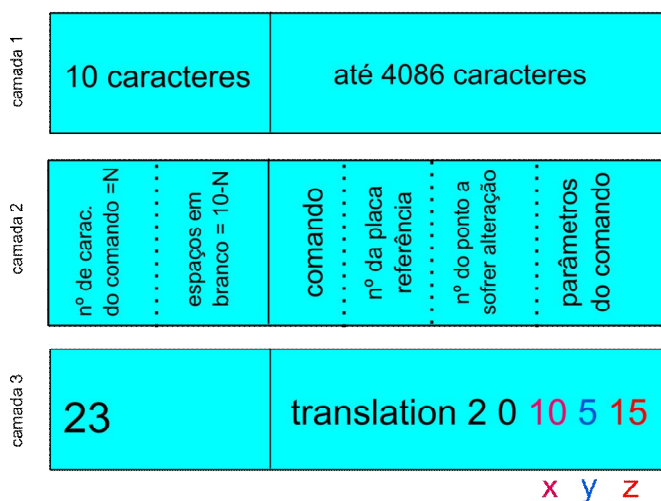 camada 1
10 caracteres
até 4086 caracteres
camada 2
nº de carac.
do comando =N
espaços em
branco = 10-N
comando
nº da placa
referência
nº do ponto a
sofrer alteração
parâmetros
do comando
camada 3
23
translation 2 0 10 5 15
x y z